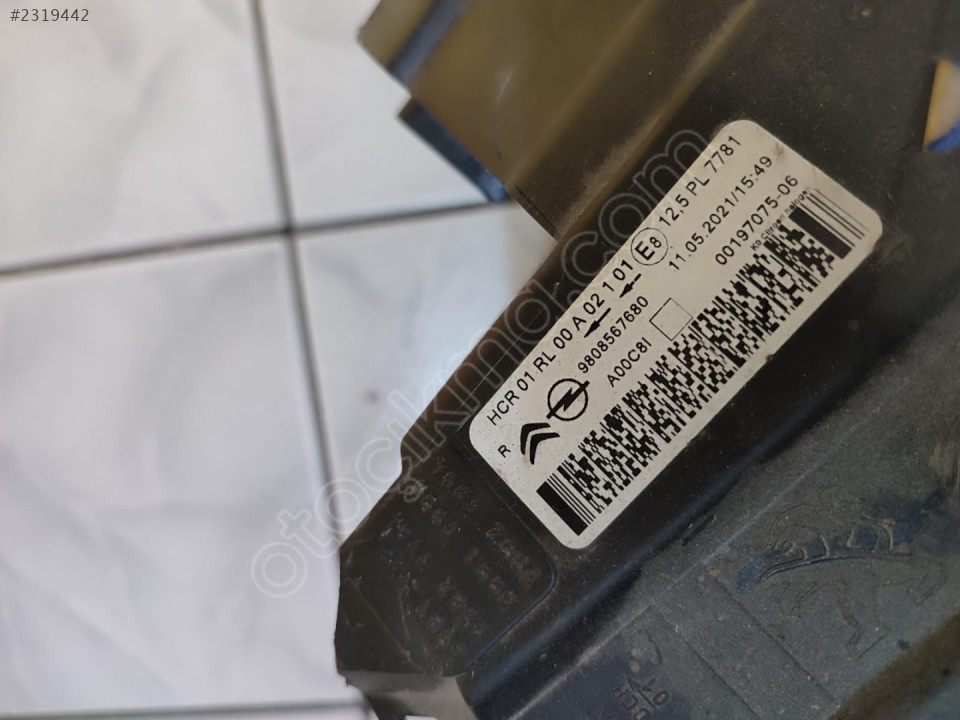 #2319442
HCR 01 RL 00 A 02 1 01 E8 12,5 PL 7781
11.05.2021/15:49
R
9808567680
00197075-06
A00C8I
otocikmob.com